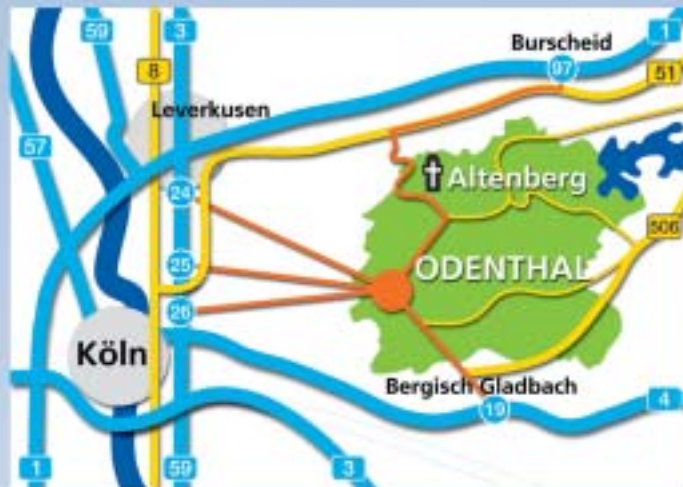 59
3
1
Burscheid
8
97
51
Leverkusen
57
24
Altenberg
506
25
ODENTHAL
26
Köln
Bergisch Gladbach
19
4
1
59
3